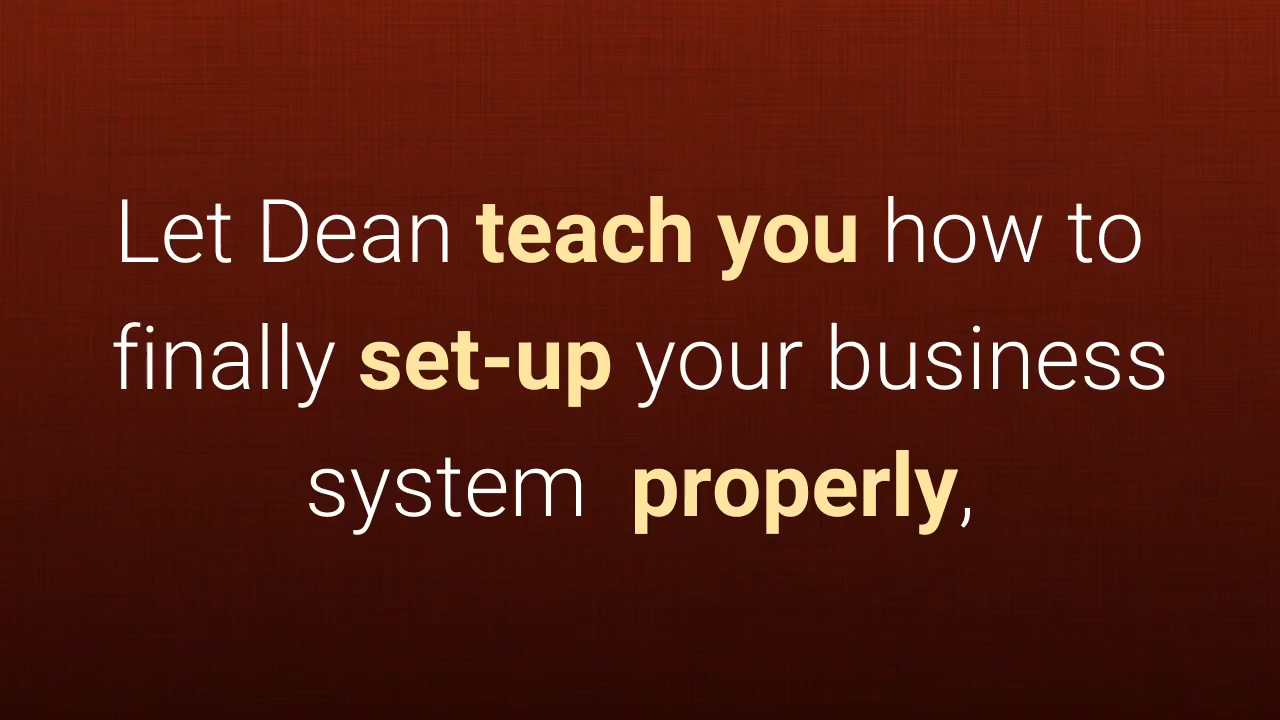 Let Dean teach you how to
finally set-up your business
system  properly,